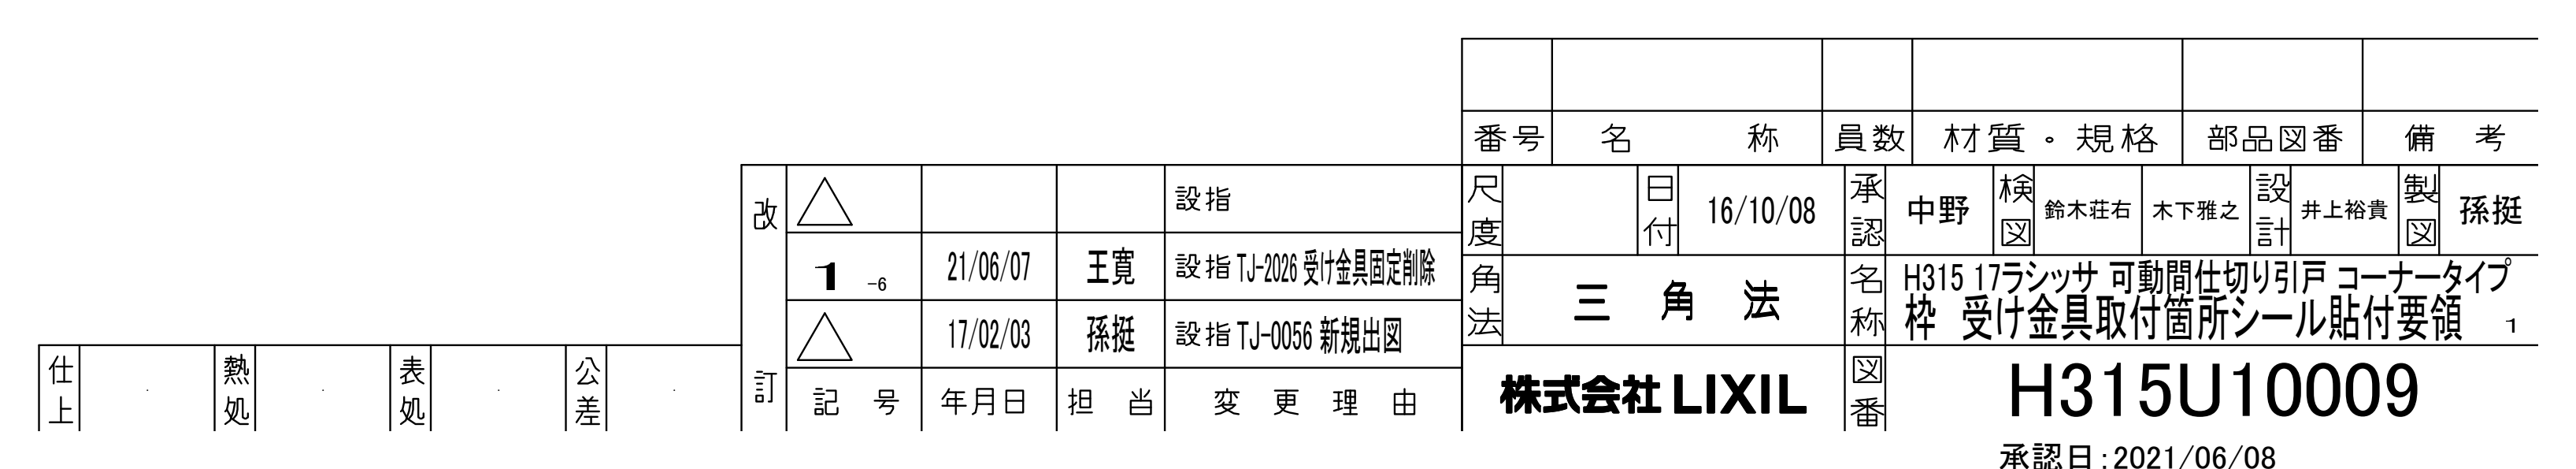 番号 名称 員数 材質・規格 部品図番 備考
改訂
△ 設指
1 -6 21/06/07 王寛 設指 TJ-2026 受け金具固定削除
△ 17/02/03 孫挺 設指 TJ-0056 新規出図
記号 年月日 担当 変更理由
尺度 日付 16/10/08 承認 中野 検図 鈴木荘右 木下雅之 設計 井上裕貴 製図 孫挺
角法 三角法 名称 H315 17ラシッサ 可動間仕切り引戸 コーナータイプ
枠 受け金具取付箇所シール貼付要領 1
仕上 熱処 表処 公差
株式会社 LIXIL 図番 H315U10009
承認日:2021/06/08